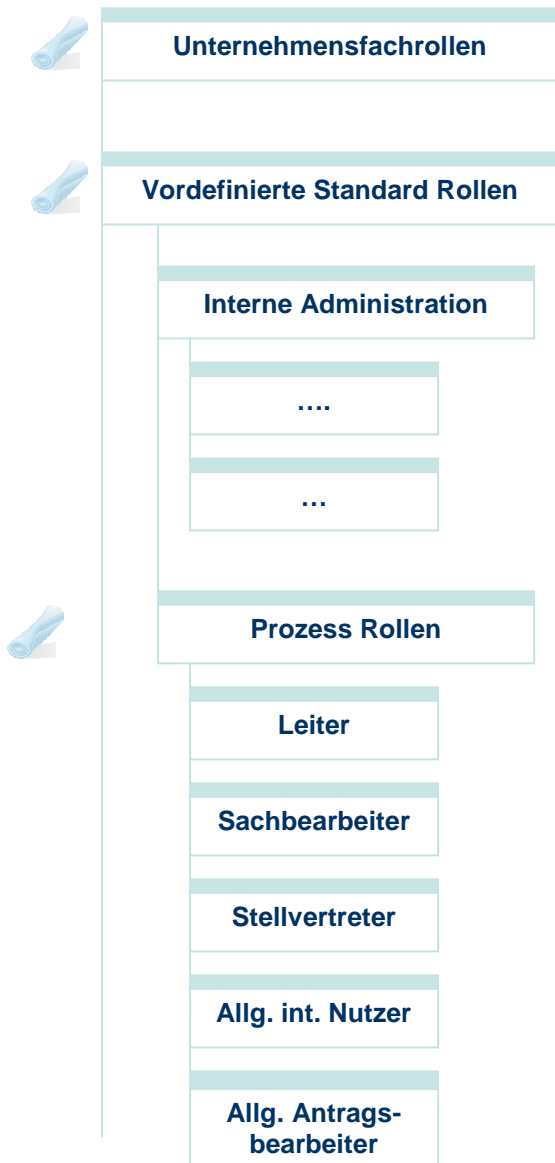 Unternehmensfachrollen
Vordefinierte Standard Rollen
Interne Administration
....
...
Prozess Rollen
Leiter
Sachbearbeiter
Stellvertreter
Allg. int. Nutzer
Allg. Antrags-
bearbeiter